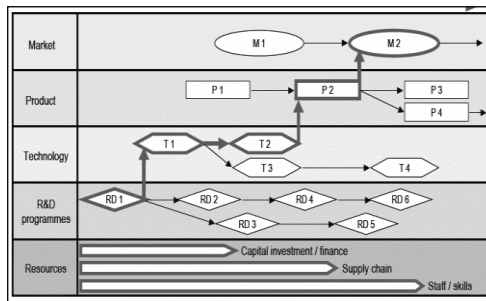 Market
M 1
M 2
Product
P 1
P 2
P 3
P 4
Technology
T 1
T 2
T 3
T 4
R&D
programmes
RD 1
RD 2
RD 4
RD 6
RD 3
RD 5
Resources
Capital investment / finance
Supply chain
Staff / skills